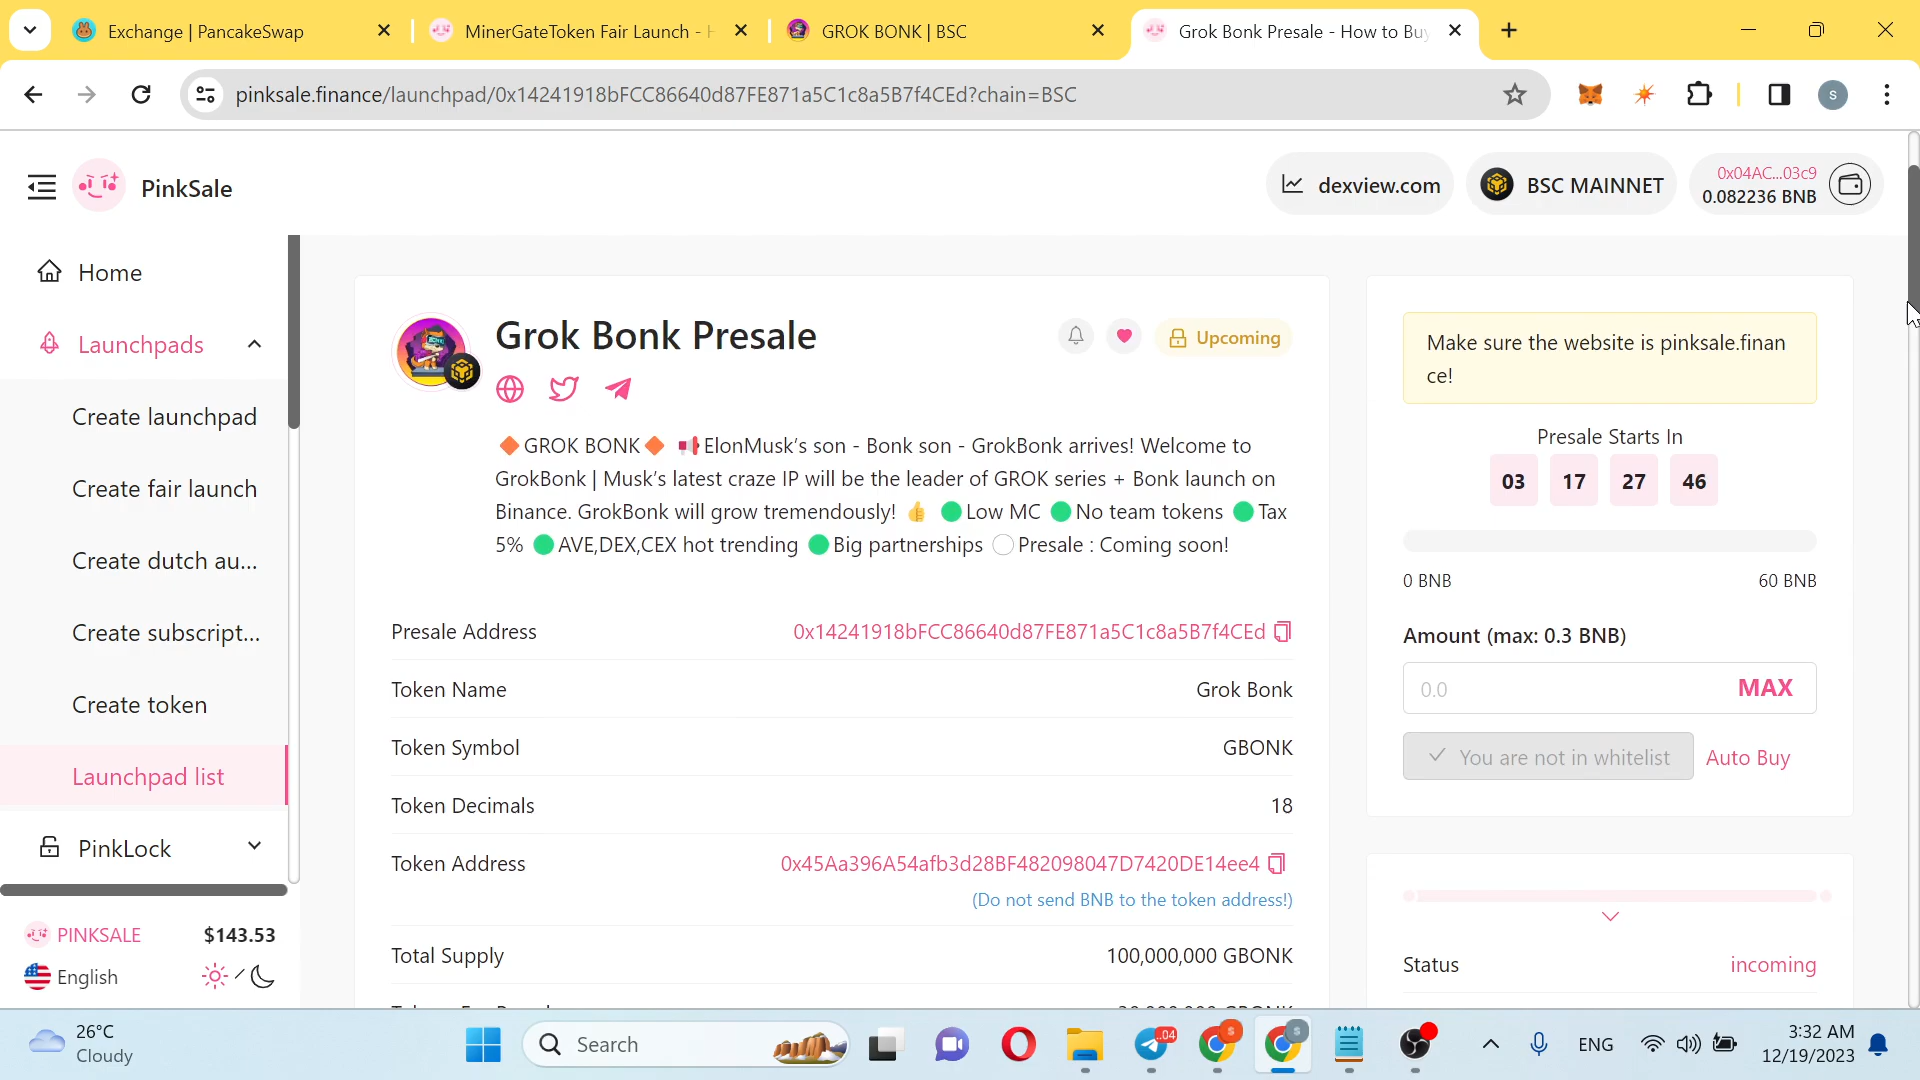 Exchange | PancakeSwap
MinerGateToken Fair Launch - H
GROK BONK | BSC
Grok Bonk Presale - How to Buy
pinksale.finance/launchpad/0x14241918bFCC86640d87FE871a5C1c8a5B7f4CEd?chain=BSC
s
PinkSale
dexview.com
BSC MAINNET
0x04AC...03c9
0.082236 BNB
Home
Launchpads
Create launchpad
Create fair launch
Create dutch au...
Create subscript...
Create token
Launchpad list
PinkLock
PINKSALE
$143.53
English
Grok Bonk Presale
Upcoming
🔶GROK BONK🔶 📢ElonMusk's son - Bonk son - GrokBonk arrives! Welcome to
GrokBonk | Musk's latest craze IP will be the leader of GROK series + Bonk launch on
Binance. GrokBonk will grow tremendously! 👍 🟢Low MC 🟢No team tokens 🟢Tax
5% 🟢AVE,DEX,CEX hot trending 🟢Big partnerships ⚪Presale : Coming soon!
Presale Address
0x14241918bFCC86640d87FE871a5C1c8a5B7f4CEd
Token Name
Grok Bonk
Token Symbol
GBONK
Token Decimals
18
Token Address
0x45Aa396A54afb3d28BF482098047D7420DE14ee4
(Do not send BNB to the token address!)
Total Supply
100,000,000 GBONK
Make sure the website is pinksale.finan
ce!
Presale Starts In
03 17 27 46
0 BNB
60 BNB
Amount (max: 0.3 BNB)
0.0
MAX
You are not in whitelist
Auto Buy
Status
incoming
26°C
Cloudy
Search
04
S
S
ENG
3:32 AM
12/19/2023